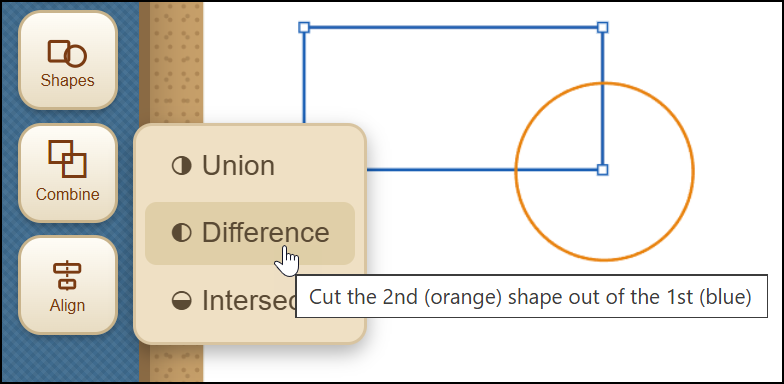 Shapes
Combine
Align
Union
Difference
Cut the 2nd (orange) shape out of the 1st (blue)